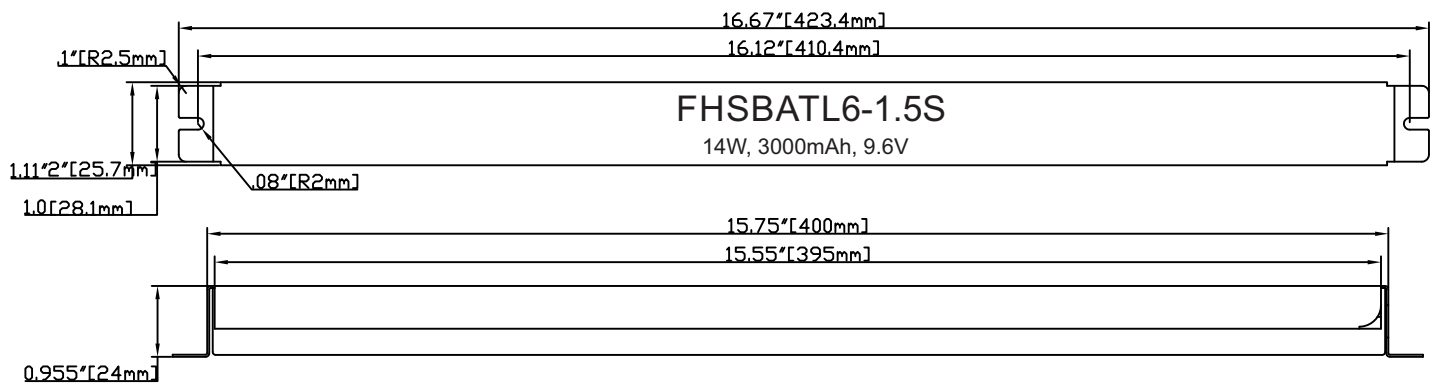 16.67"[423.4mm]
16.12"[410.4mm]
.1"[R2.5mm]
FHSBATL6-1.5S
14W, 3000mAh, 9.6V
1.11"2"[25.7mm]
.08"[R2mm]
1.0[28.1mm]
15.75"[400mm]
15.55"[395mm]
0.955"[24mm]